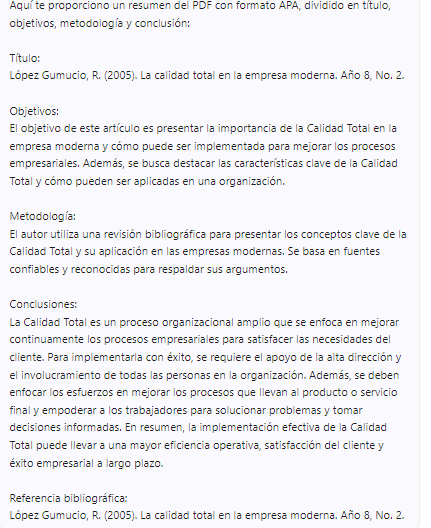 Aquí te proporciono un resumen del PDF con formato APA, dividido en título,
objetivos, metodología y conclusión:
Título:
López Gumucio, R. (2005). La calidad total en la empresa moderna. Año 8, No. 2.
Objetivos:
El objetivo de este artículo es presentar la importancia de la Calidad Total en la
empresa moderna y cómo puede ser implementada para mejorar los procesos
empresariales. Además, se busca destacar las características clave de la Calidad
Total y cómo pueden ser aplicadas en una organización.
Metodología:
El autor utiliza una revisión bibliográfica para presentar los conceptos clave de la
Calidad Total y su aplicación en las empresas modernas. Se basa en fuentes
confiables y reconocidas para respaldar sus argumentos.
Conclusiones:
La Calidad Total es un proceso organizacional amplio que se enfoca en mejorar
continuamente los procesos empresariales para satisfacer las necesidades del
cliente. Para implementarla con éxito, se requiere el apoyo de la alta dirección y
el involucramiento de todas las personas en la organización. Además, se deben
enfocar los esfuerzos en mejorar los procesos que llevan al producto o servicio
final y empoderar a los trabajadores para solucionar problemas y tomar
decisiones informadas. En resumen, la implementación efectiva de la Calidad
Total puede llevar a una mayor eficiencia operativa, satisfacción del cliente y
éxito empresarial a largo plazo.
Referencia bibliográfica:
López Gumucio, R. (2005). La calidad total en la empresa moderna. Año 8, No. 2.